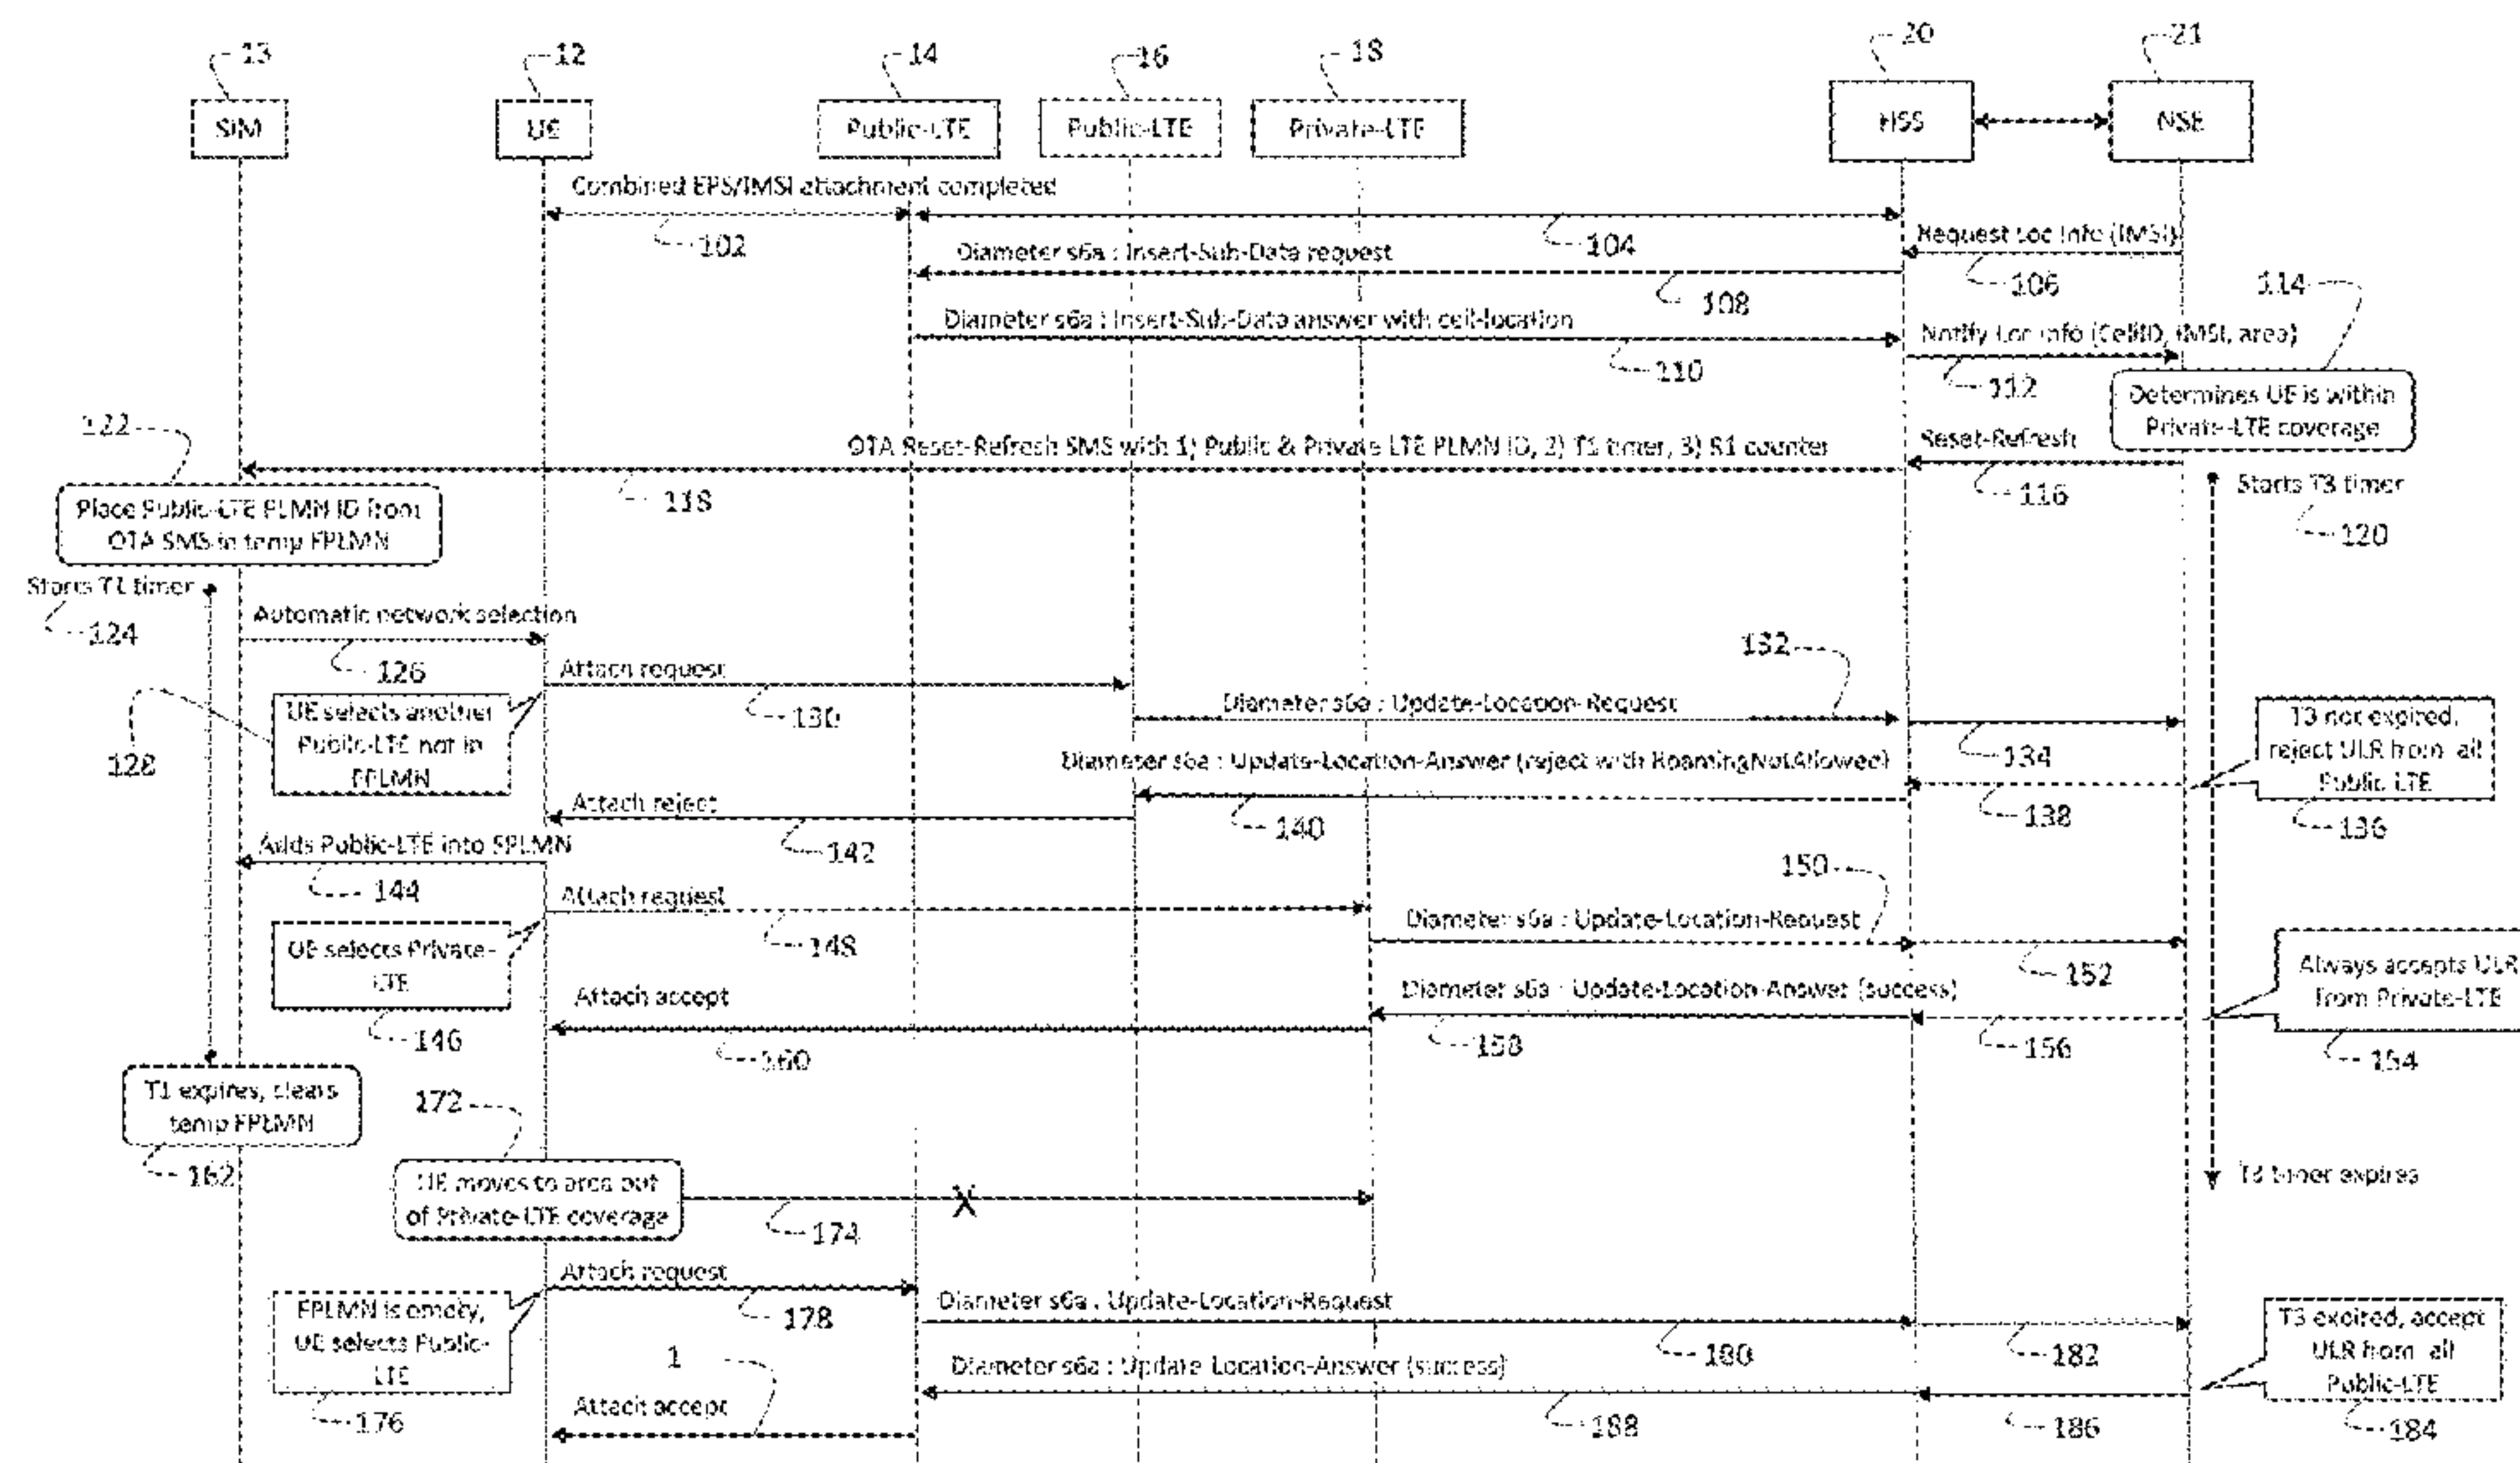 13
12
14
16
18
20
21
SIM
UE
Public-LTE
Public-LTE
Private-LTE
HSS
NSE
Combined EPS/IMSI attachment completed
102
104
Request Loc Info (IMSI)
106
Diameter s6a : Insert-Sub-Data request
108
114
Diameter s6a : Insert-Sub-Data answer with cell-location
110
Notify Loc Info (CellID, IMSI, area)
112
Determines UE is within
Private-LTE coverage
122
OTA Reset-Refresh SMS with 1) Public & Private LTE PLMN ID, 2) T1 timer, 3) R1 counter
118
Reset-Refresh
116
Starts T3 timer
120
Place Public-LTE PLMN ID from
OTA SMS in temp FPLMN
Starts T1 timer
124
Automatic network selection
126
128
UE selects another
Public-LTE not in
FPLMN
Attach request
130
132
Diameter s6a : Update-Location-Request
134
T3 not expired,
reject ULR from all
Public LTE
136
Diameter s6a : Update-Location-Answer (reject with RoamingNotAllowed)
138
140
Attach reject
142
Adds Public-LTE into FPLMN
144
Attach request
148
150
UE selects Private-
LTE
146
Diameter s6a : Update-Location-Request
152
Always accepts ULR
from Private-LTE
154
Diameter s6a : Update-Location-Answer (success)
156
158
Attach accept
160
T1 expires, clears
temp FPLMN
162
172
UE moves to area out
of Private-LTE coverage
174
T3 timer expires
Attach request
178
FPLMN is empty,
UE selects Public-
LTE
176
Diameter s6a : Update-Location-Request
180
182
T3 expired, accept
ULR from all
Public-LTE
184
Diameter s6a : Update-Location-Answer (success)
186
188
1
Attach accept